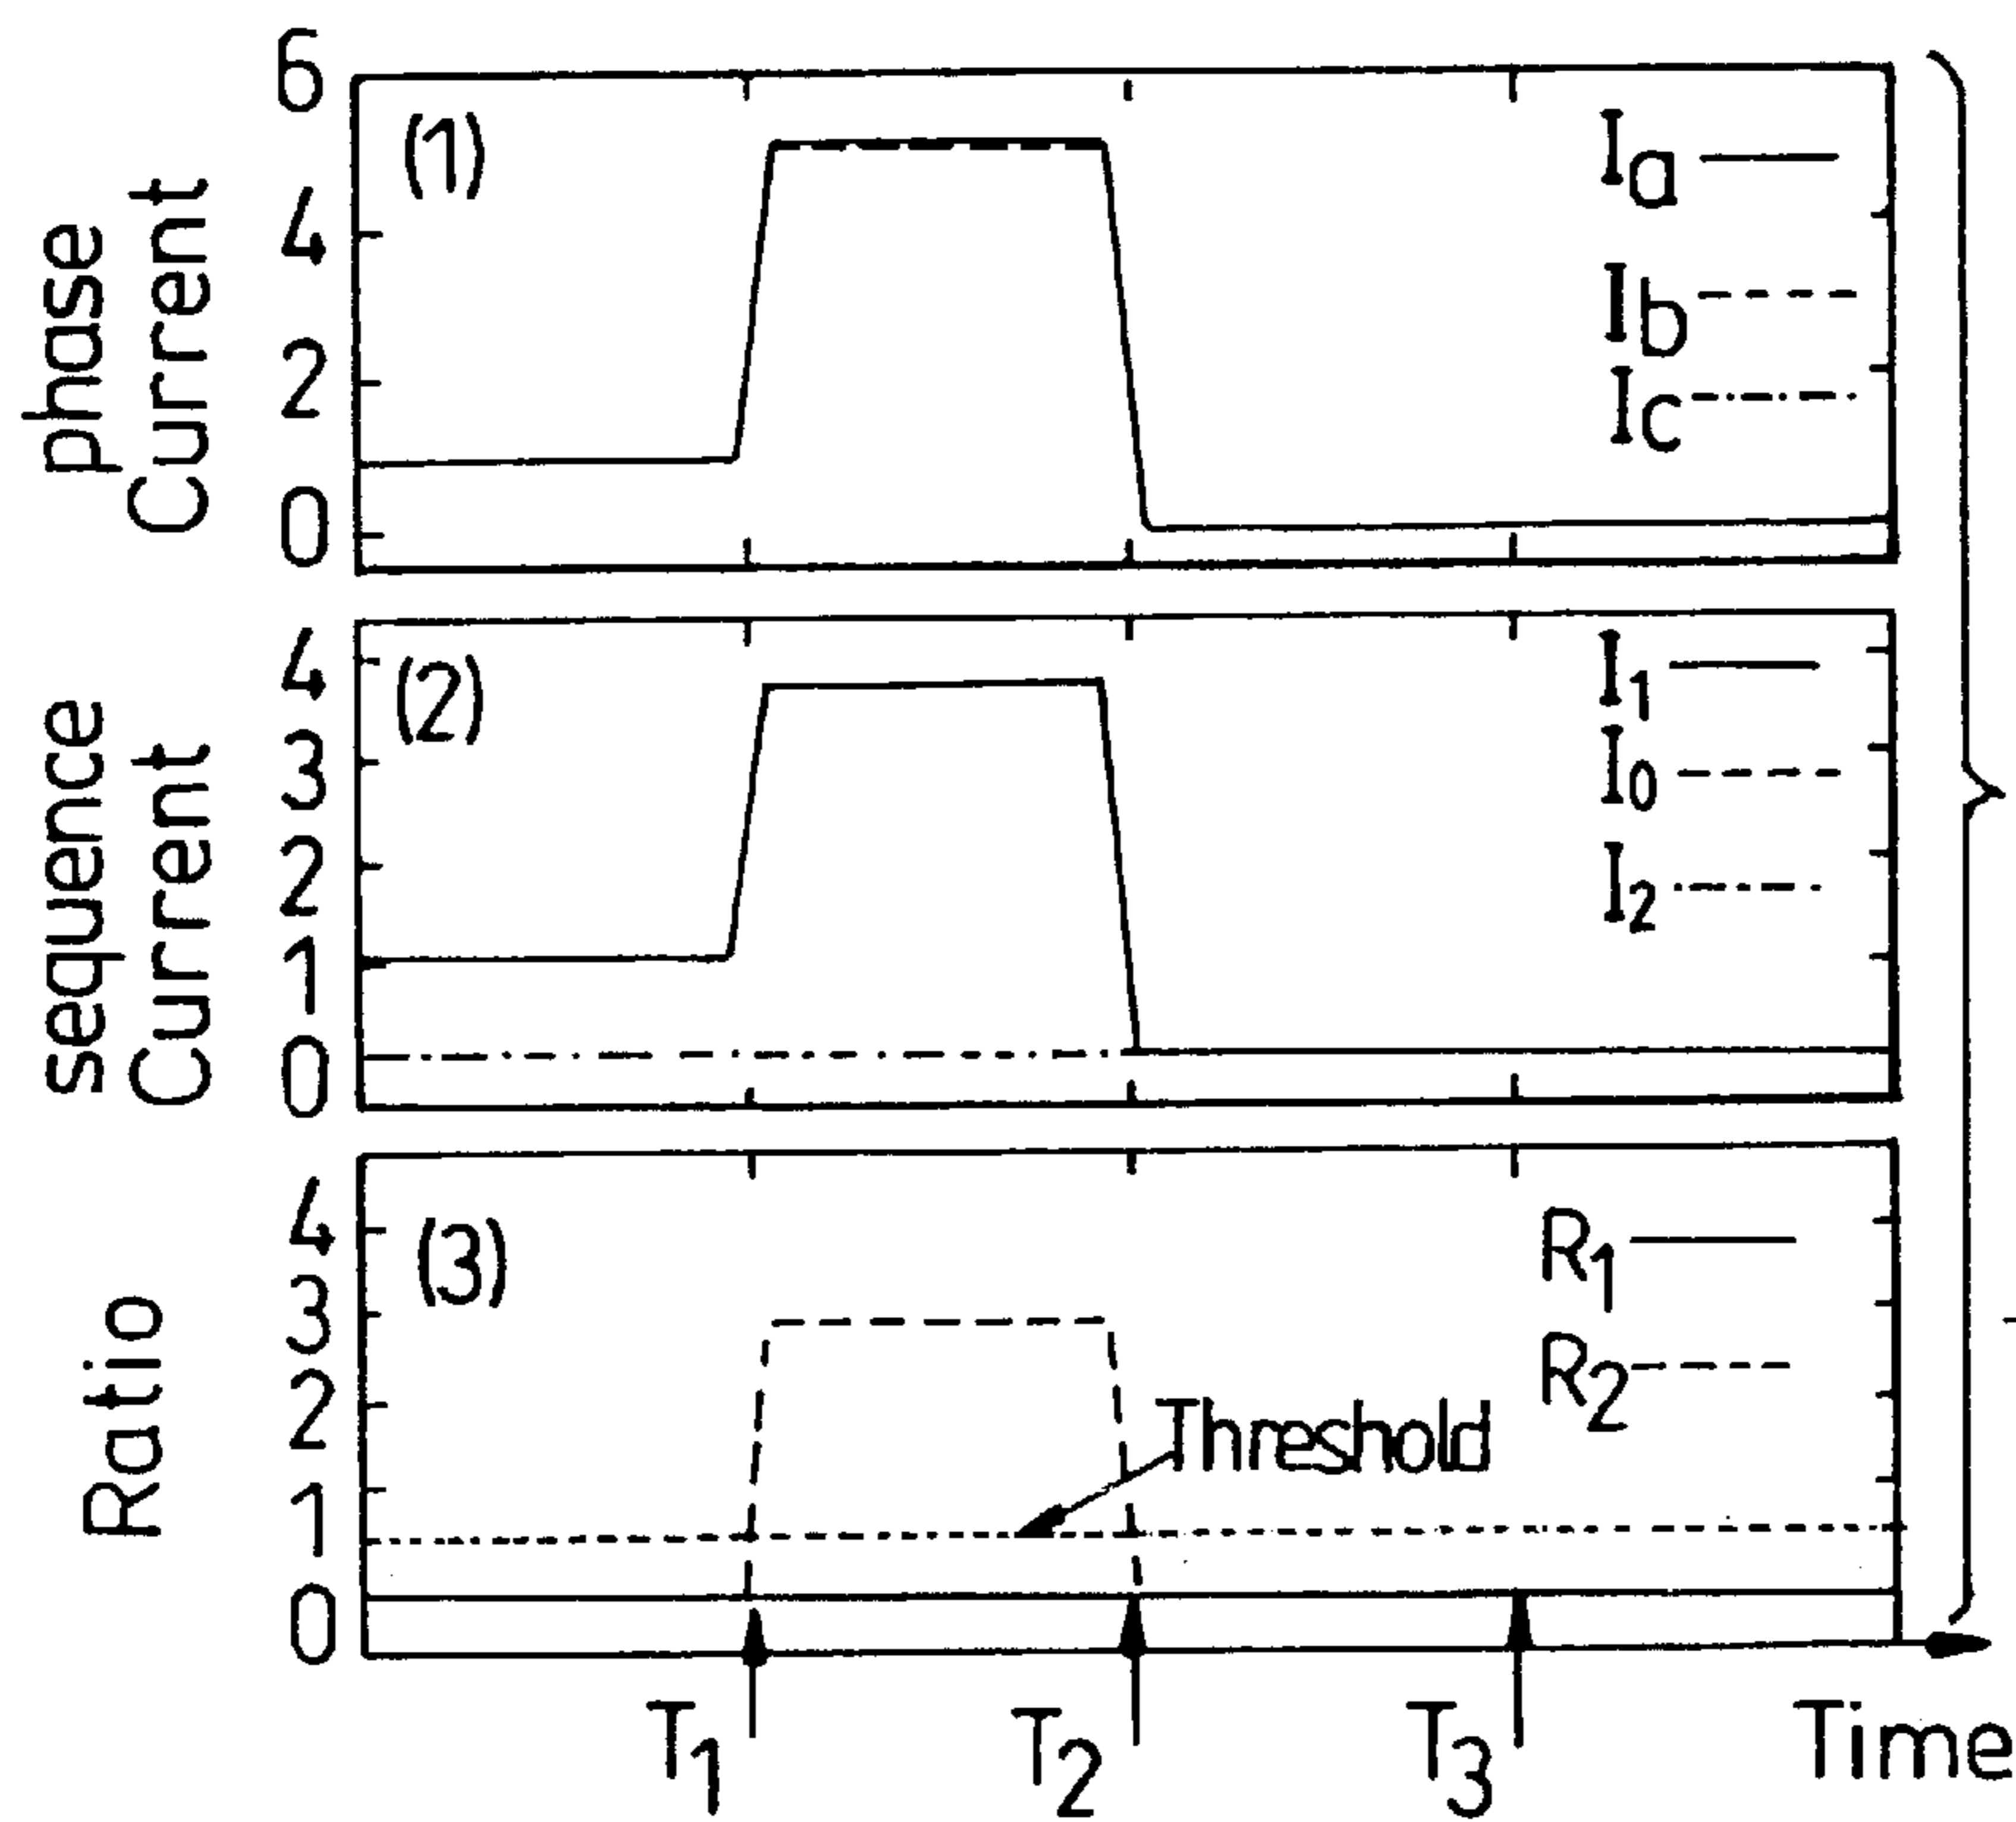 phase
Current
6
4
2
0
(1)
Ia
Ib
Ic
sequence
Current
4
3
2
1
0
(2)
I1
I0
I2
Ratio
4
3
2
1
0
(3)
R1
R2
Threshold
T1
T2
T3
Time